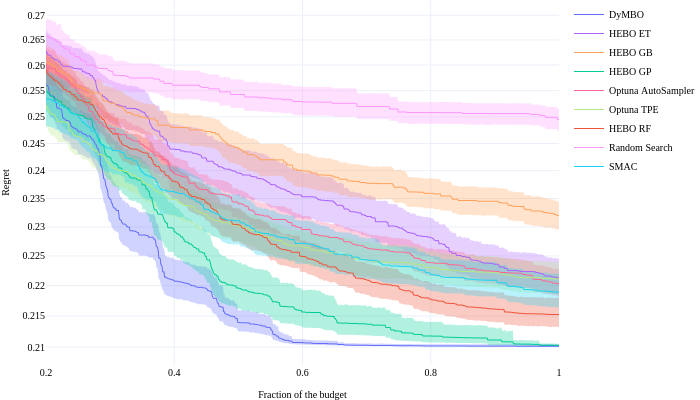 0.27
0.265
0.26
0.255
0.25
0.245
0.24
0.235
0.23
0.225
0.22
0.215
0.21
Regret
0.2
0.4
0.6
0.8
1
Fraction of the budget
DyMBO
HEBO ET
HEBO GB
HEBO GP
Optuna AutoSampler
Optuna TPE
HEBO RF
Random Search
SMAC